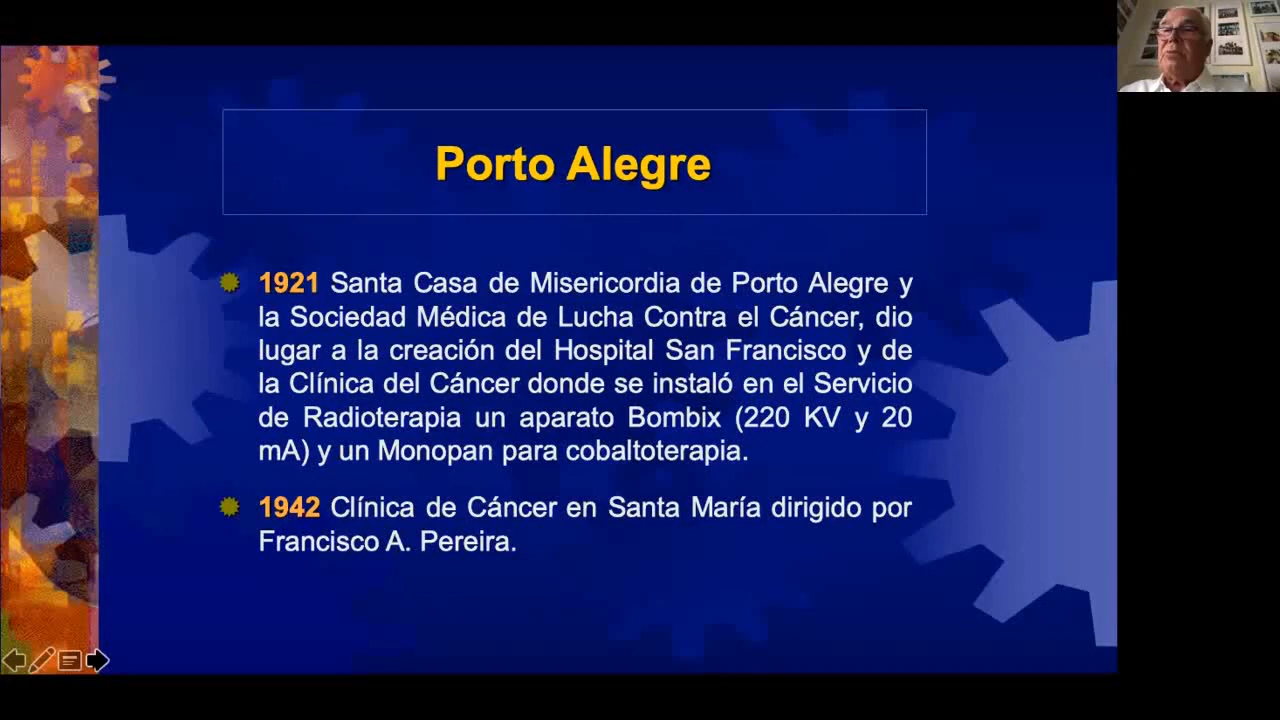 Porto Alegre
1921 Santa Casa de Misericordia de Porto Alegre y
la Sociedad Médica de Lucha Contra el Cáncer, dio
lugar a la creación del Hospital San Francisco y de
la Clínica del Cáncer donde se instaló en el Servicio
de Radioterapia un aparato Bombix (220 KV y 20
mA) y un Monopan para cobaltoterapia.
1942 Clínica de Cáncer en Santa María dirigido por
Francisco A. Pereira.